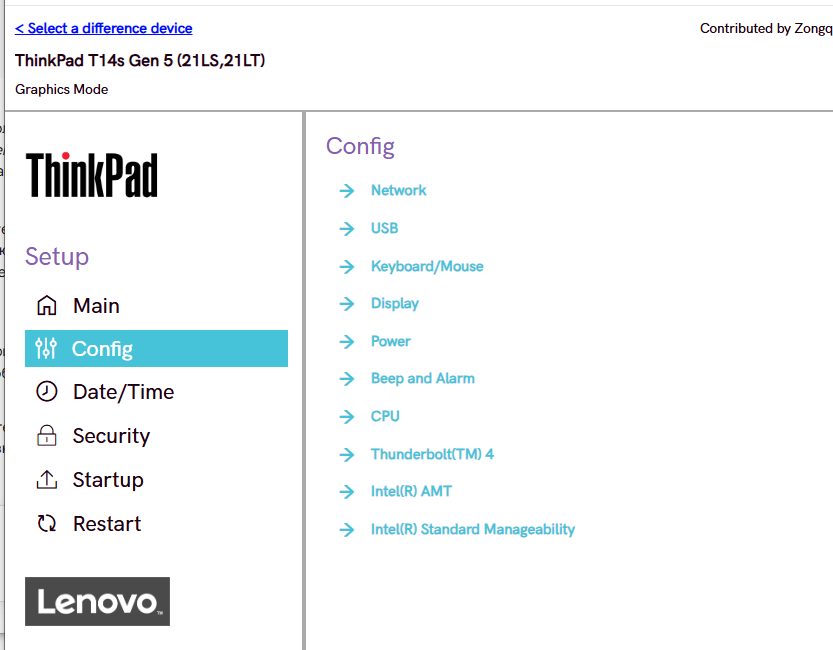 < Select a difference device
Contributed by Zongq
ThinkPad T14s Gen 5 (21LS,21LT)
Graphics Mode
ThinkPad
Setup
Main
Config
Date/Time
Security
Startup
Restart
Lenovo™
Config
Network
USB
Keyboard/Mouse
Display
Power
Beep and Alarm
CPU
Thunderbolt(TM) 4
Intel(R) AMT
Intel(R) Standard Manageability